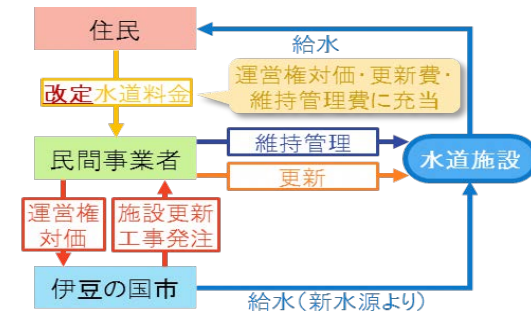 住民
給水
改定水道料金
運営権対価・更新費・
維持管理費に充当
民間事業者
維持管理
更新
水道施設
運営権
対価
施設更新
工事発注
伊豆の国市
給水(新水源より)